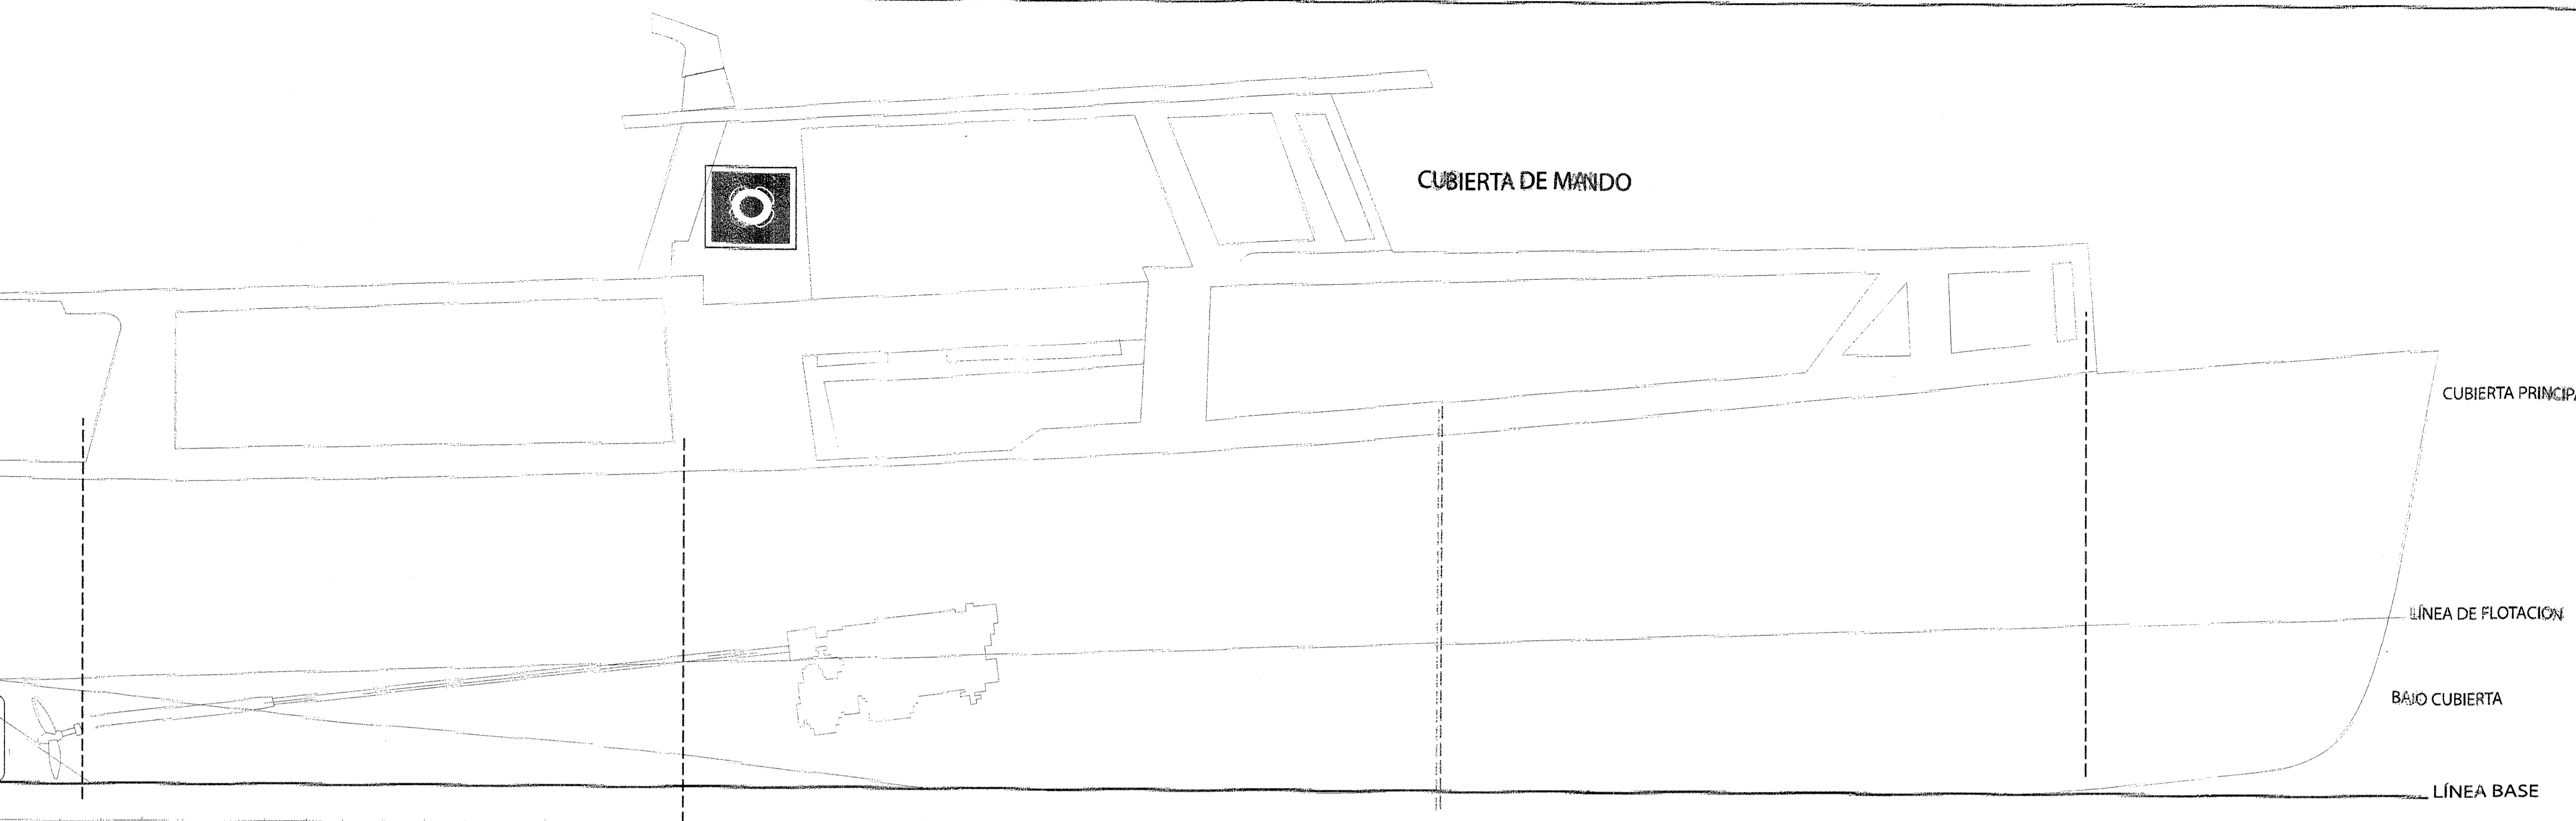 CUBIERTA DE MANDO
CUBIERTA PRINCIPA
LÍNEA DE FLOTACION
BAJO CUBIERTA
LÍNEA BASE